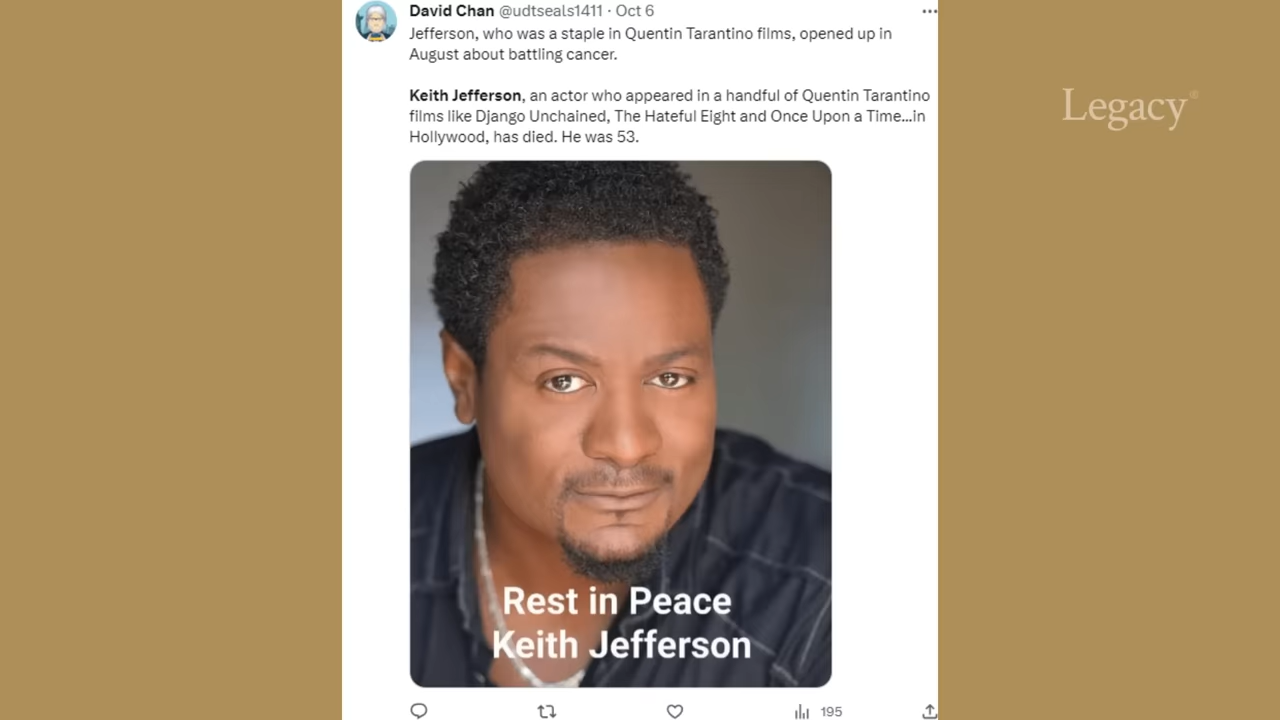 David Chan @udtseals1411 · Oct 6
Jefferson, who was a staple in Quentin Tarantino films, opened up in
August about battling cancer.
Keith Jefferson, an actor who appeared in a handful of Quentin Tarantino
films like Django Unchained, The Hateful Eight and Once Upon a Time...in
Hollywood, has died. He was 53.
Legacy®
Rest in Peace
Keith Jefferson
195